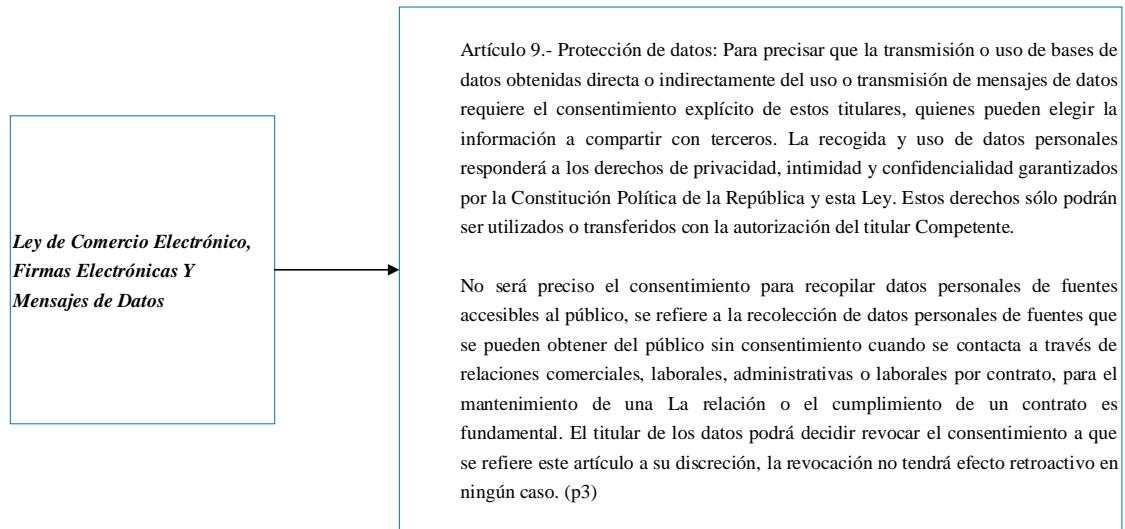 Ley de Comercio Electrónico,
Firmas Electrónicas Y
Mensajes de Datos
Artículo 9.- Protección de datos: Para precisar que la transmisión o uso de bases de
datos obtenidas directa o indirectamente del uso o transmisión de mensajes de datos
requiere el consentimiento explícito de estos titulares, quienes pueden elegir la
información a compartir con terceros. La recogida y uso de datos personales
responderá a los derechos de privacidad, intimidad y confidencialidad garantizados
por la Constitución Política de la República y esta Ley. Estos derechos sólo podrán
ser utilizados o transferidos con la autorización del titular Competente.
No será preciso el consentimiento para recopilar datos personales de fuentes
accesibles al público, se refiere a la recolección de datos personales de fuentes que
se pueden obtener del público sin consentimiento cuando se contacta a través de
relaciones comerciales, laborales, administrativas o laborales por contrato, para el
mantenimiento de una La relación o el cumplimiento de un contrato es
fundamental. El titular de los datos podrá decidir revocar el consentimiento a que
se refiere este artículo a su discreción, la revocación no tendrá efecto retroactivo en
ningún caso. (p3)